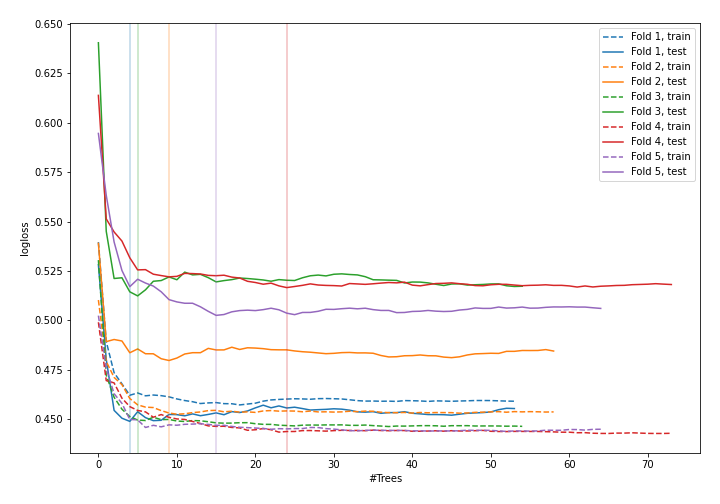 0.650
0.625
0.600
0.575
0.550
0.525
0.500
0.475
0.450
logloss
0
10
20
30
40
50
60
70
#Trees
Fold 1, train
Fold 1, test
Fold 2, train
Fold 2, test
Fold 3, train
Fold 3, test
Fold 4, train
Fold 4, test
Fold 5, train
Fold 5, test